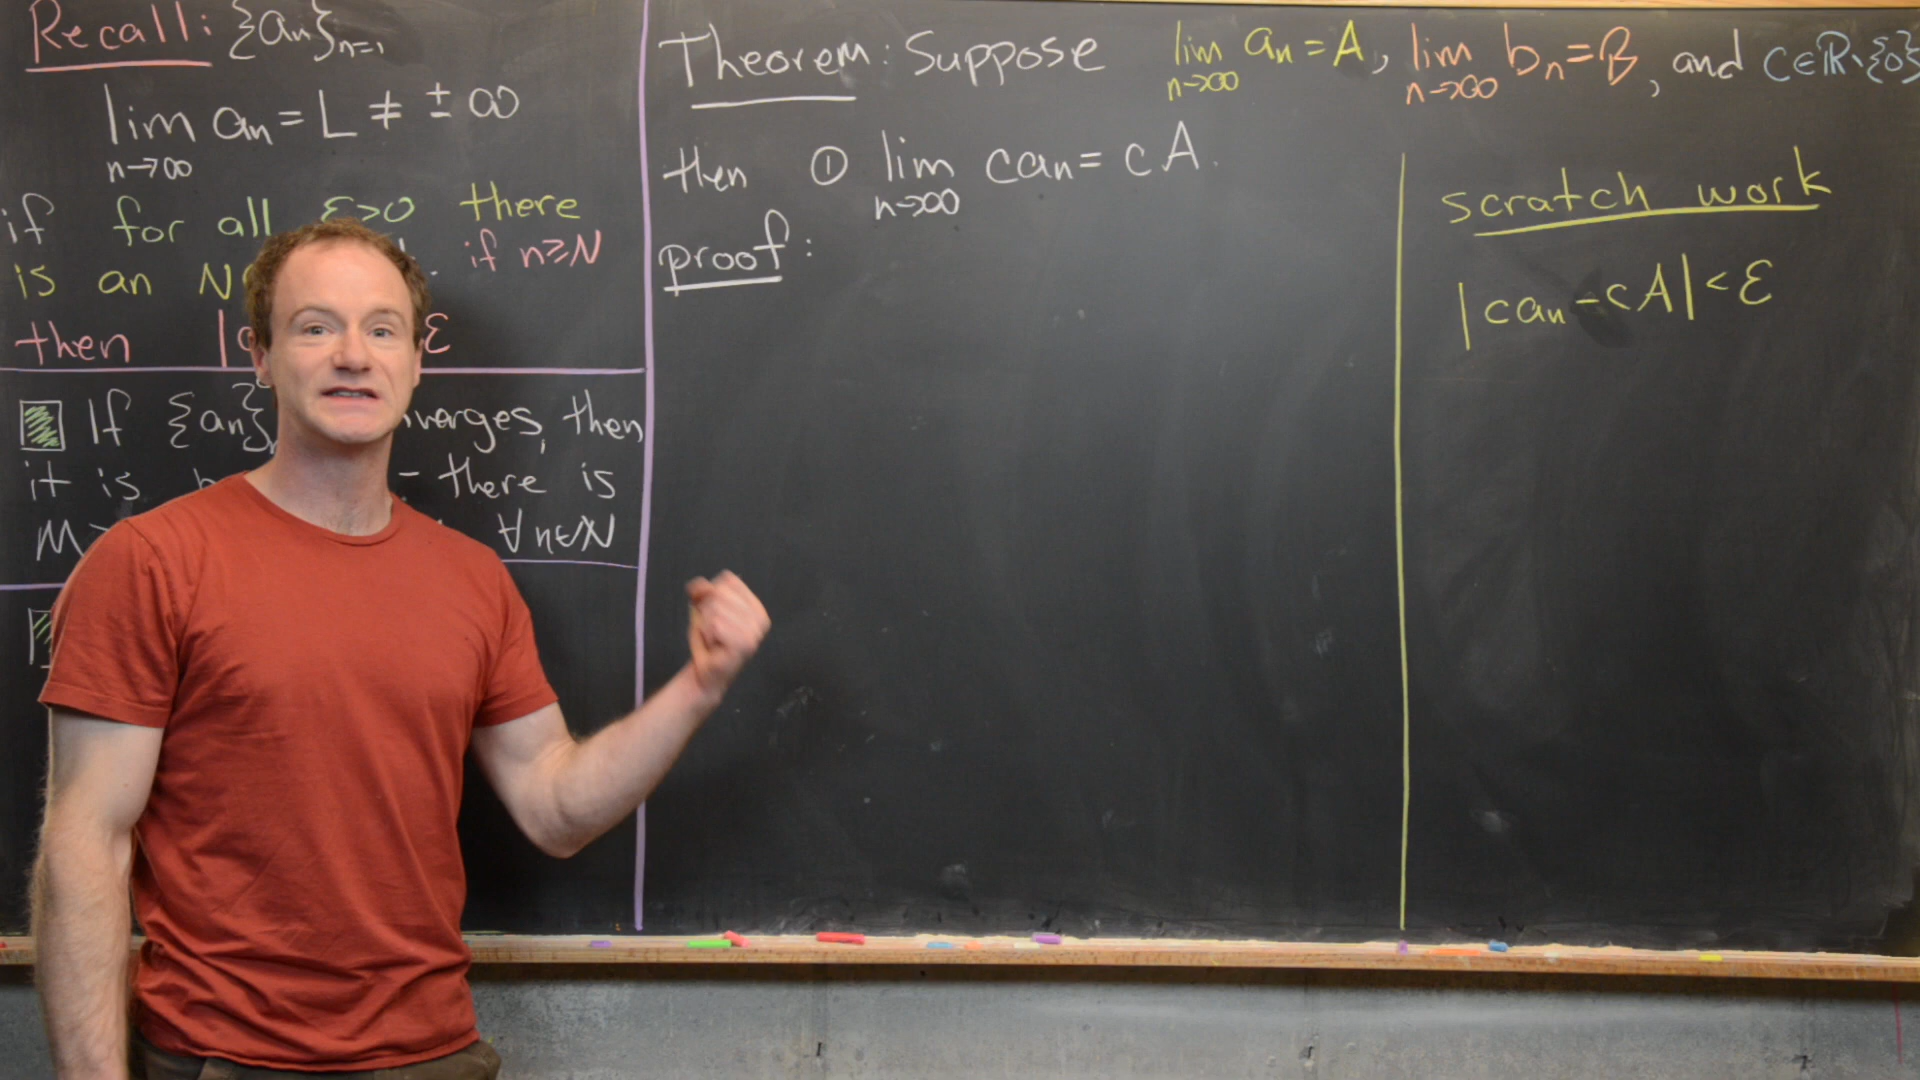 Recall: {an}n=1
lim an = L ≠ ± ∞
n→∞
if for all ε>0 there
is an N if n≥N
then | ε
If {an} verges, then
it is - there is
M ∀n∈N
Theorem: Suppose lim an = A, lim bn = B, and c∈R∖{0}
n→∞ n→∞
then ① lim can = cA.
n→∞
proof:
scratch work
|can - cA| < ε